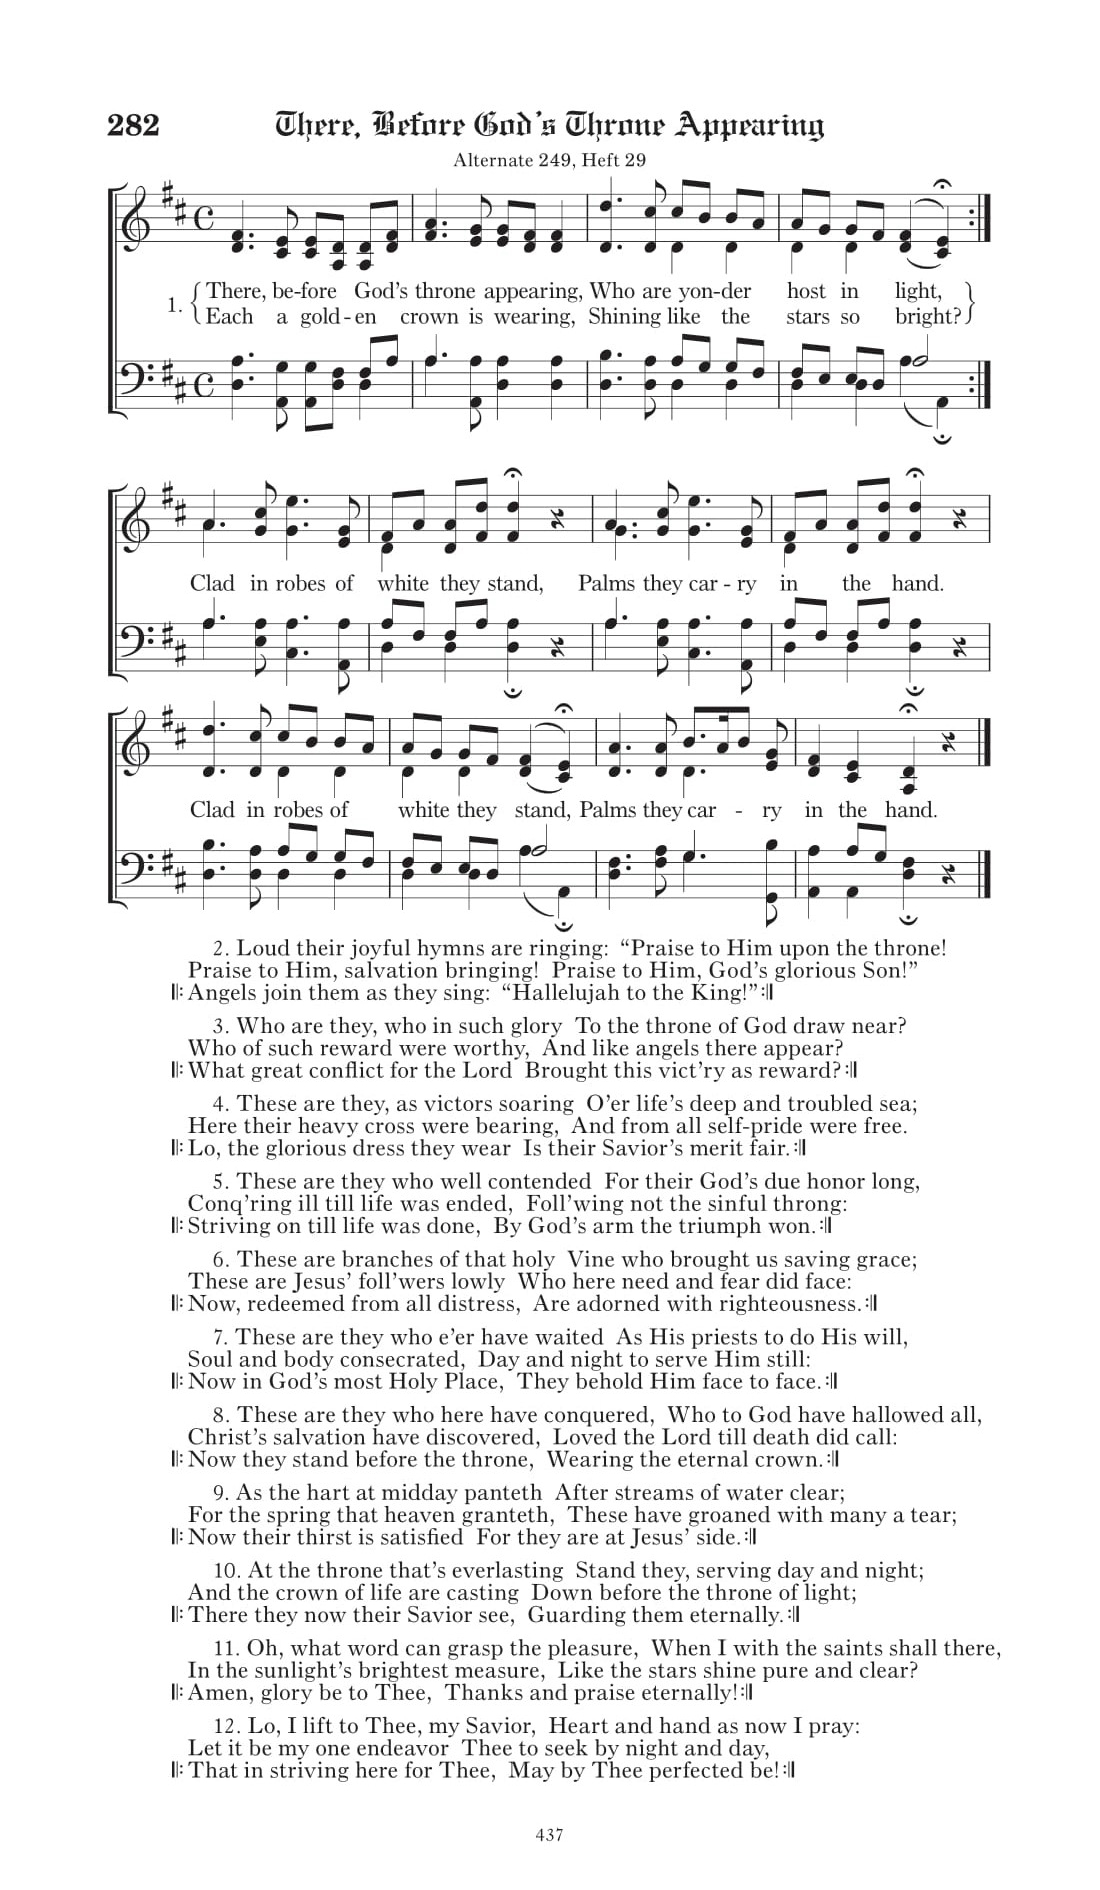 282 There, Before God's Throne Appearing
Alternate 249, Heft 29
1. { There, be-fore God's throne appearing, Who are yon-der host in light, }
{ Each a gold-en crown is wearing, Shining like the stars so bright? }
Clad in robes of white they stand, Palms they car - ry in the hand.
Clad in robes of white they stand, Palms they car - ry in the hand.
2. Loud their joyful hymns are ringing: “Praise to Him upon the throne!
Praise to Him, salvation bringing! Praise to Him, God's glorious Son!”
𝄆 Angels join them as they sing: “Hallelujah to the King!” 𝄇
3. Who are they, who in such glory To the throne of God draw near?
Who of such reward were worthy, And like angels there appear?
𝄆 What great conflict for the Lord Brought this vict'ry as reward? 𝄇
4. These are they, as victors soaring O'er life's deep and troubled sea;
Here their heavy cross were bearing, And from all self-pride were free.
𝄆 Lo, the glorious dress they wear Is their Savior's merit fair. 𝄇
5. These are they who well contended For their God's due honor long,
Conq'ring ill till life was ended, Foll'wing not the sinful throng:
𝄆 Striving on till life was done, By God's arm the triumph won. 𝄇
6. These are branches of that holy Vine who brought us saving grace;
These are Jesus' foll'wers lowly Who here need and fear did face:
𝄆 Now, redeemed from all distress, Are adorned with righteousness. 𝄇
7. These are they who e'er have waited As His priests to do His will,
Soul and body consecrated, Day and night to serve Him still:
𝄆 Now in God's most Holy Place, They behold Him face to face. 𝄇
8. These are they who here have conquered, Who to God have hallowed all,
Christ's salvation have discovered, Loved the Lord till death did call:
𝄆 Now they stand before the throne, Wearing the eternal crown. 𝄇
9. As the hart at midday panteth After streams of water clear;
For the spring that heaven granteth, These have groaned with many a tear;
𝄆 Now their thirst is satisfied For they are at Jesus' side. 𝄇
10. At the throne that's everlasting Stand they, serving day and night;
And the crown of life are casting Down before the throne of light;
𝄆 There they now their Savior see, Guarding them eternally. 𝄇
11. Oh, what word can grasp the pleasure, When I with the saints shall there,
In the sunlight's brightest measure, Like the stars shine pure and clear?
𝄆 Amen, glory be to Thee, Thanks and praise eternally! 𝄇
12. Lo, I lift to Thee, my Savior, Heart and hand as now I pray:
Let it be my one endeavor Thee to seek by night and day,
𝄆 That in striving here for Thee, May by Thee perfected be! 𝄇
437